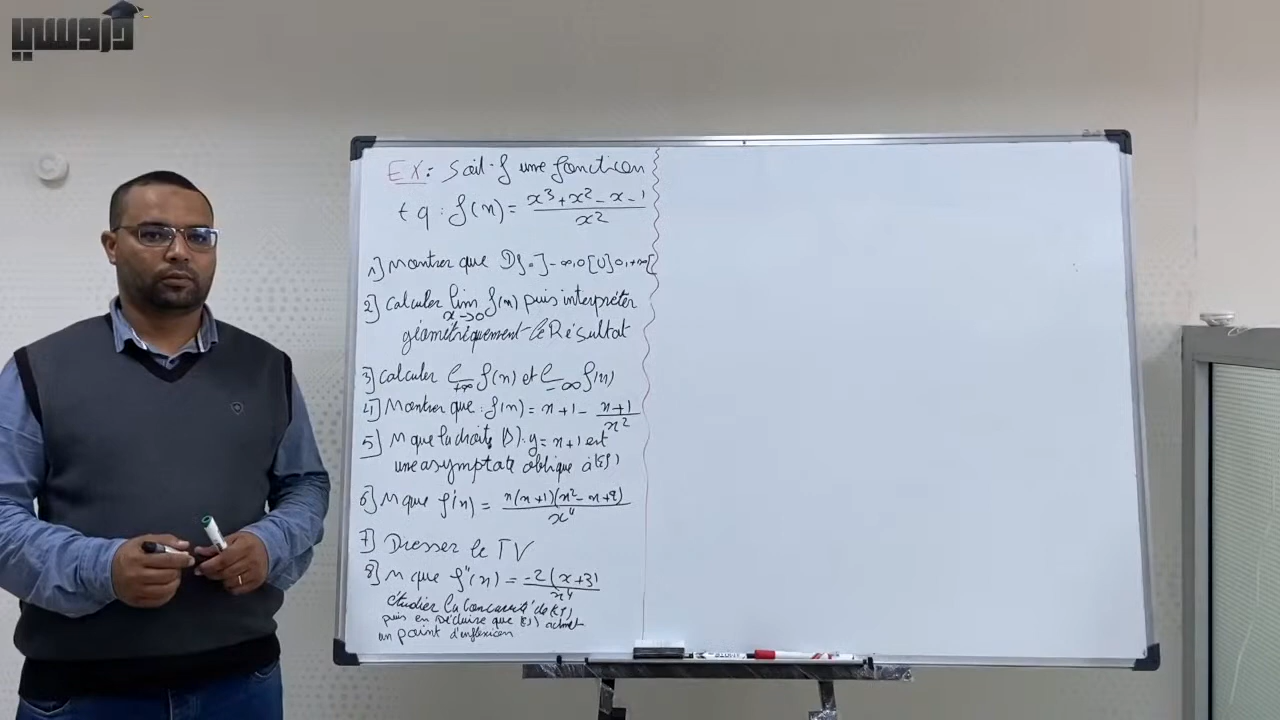 دروسي
EX: Soit f une fonction
tq: f(x) = (x³+x²-x-1)/x²
1] Montrer que Df=]-∞,0[U]0,+∞[
2] Calculer lim f(x) puis interpréter
x→0
géométriquement le Résultat
3] Calculer l +∞ f(x) et l -∞ f(x)
4] Montrer que: f(x) = x+1 - (x+1)/x²
5] M que la droite (D): y = x+1 est
une asymptote oblique à (Cf)
6] M que f'(x) = x(x+1)(x²-x+2)/x⁴
7] Dresser le TV
8] M que f"(x) = -2(x+3)/x⁴
étudier la Concavité de (Cf)
puis en déduire que (Cf) admet
un point d'inflexion